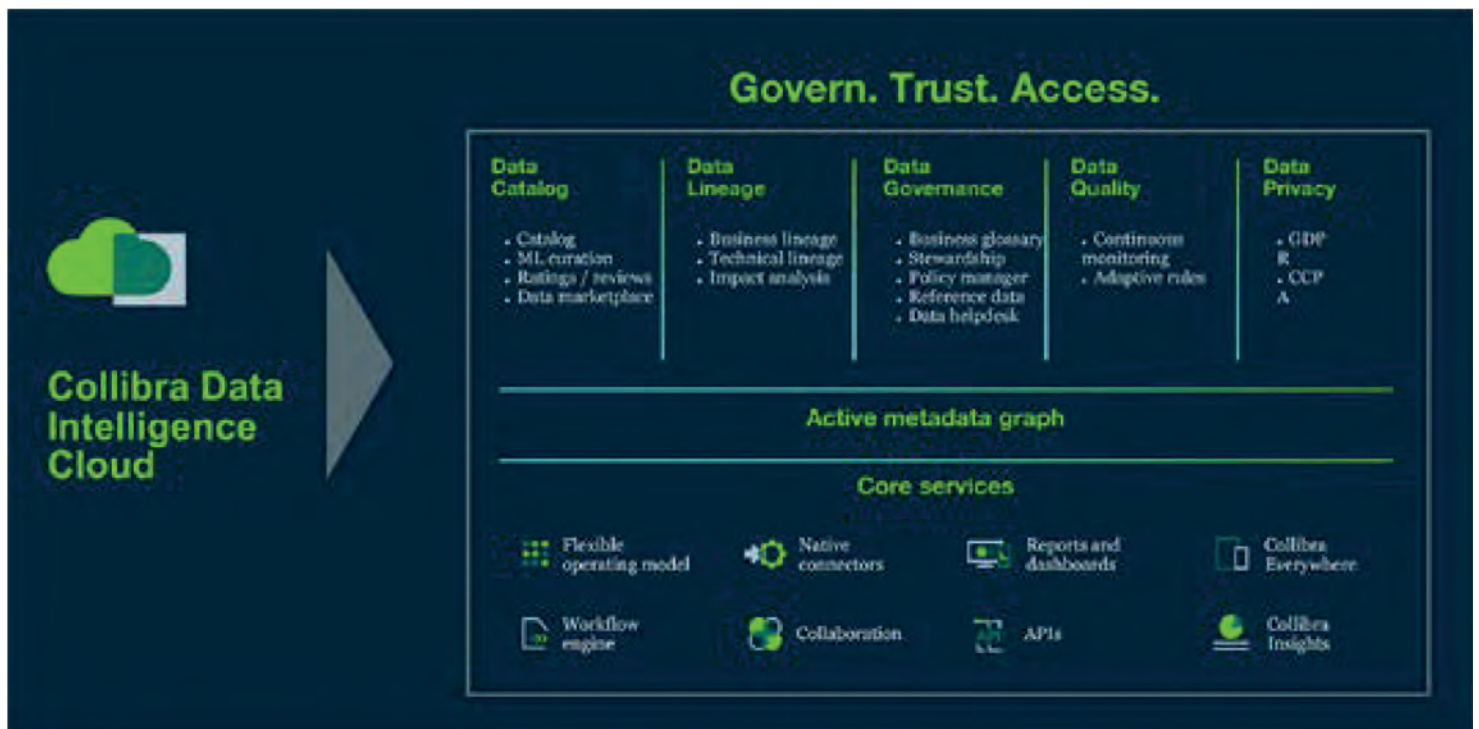 Govern. Trust. Access.
Collibra Data
Intelligence
Cloud
Data
Catalog
• Catalog
• ML curation
• Ratings / reviews
• Data marketplace
Data
Lineage
• Business lineage
• Technical lineage
• Impact analysis
Data
Governance
• Business glossary
• Stewardship
• Policy manager
• Reference data
• Data helpdesk
Data
Quality
• Continuous
monitoring
• Adaptive rules
Data
Privacy
• GDP
R
• CCP
A
Active metadata graph
Core services
Flexible
operating model
Native
connectors
Reports and
dashboards
Collibra
Everywhere
Workflow
engine
Collaboration
API
APIs
Collibra
Insights